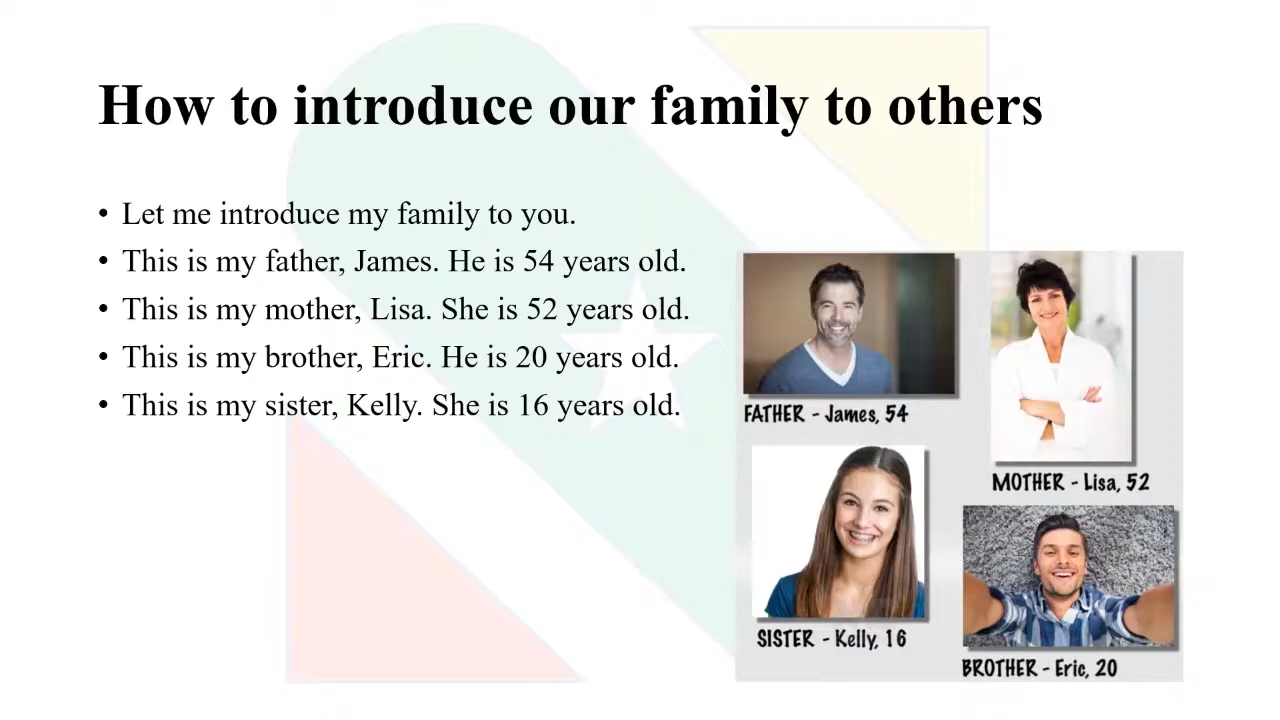 How to introduce our family to others
• Let me introduce my family to you.
• This is my father, James. He is 54 years old.
• This is my mother, Lisa. She is 52 years old.
• This is my brother, Eric. He is 20 years old.
• This is my sister, Kelly. She is 16 years old.
FATHER - James, 54
MOTHER - Lisa, 52
SISTER - Kelly, 16
BROTHER - Eric, 20